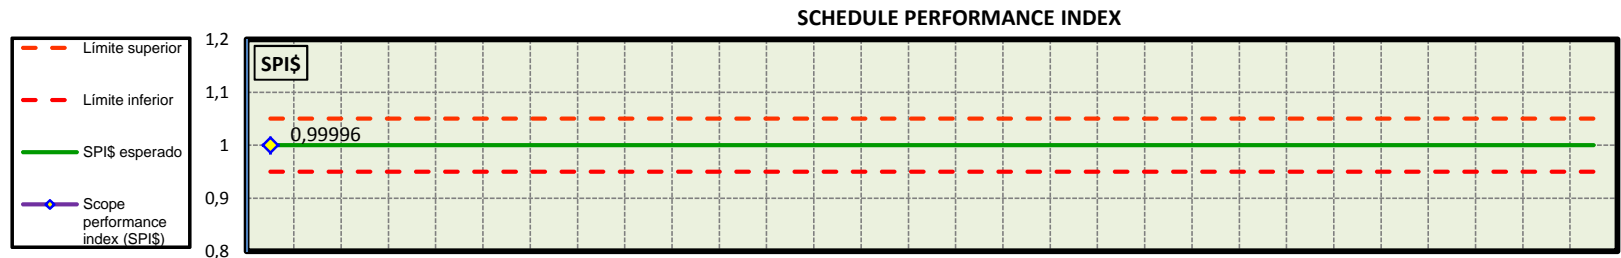 SCHEDULE PERFORMANCE INDEX
Límite superior
Límite inferior
SPI$ esperado
Scope
performance
index (SPI$)
1,2
1,1
1
0,9
0,8
SPI$
0,99996